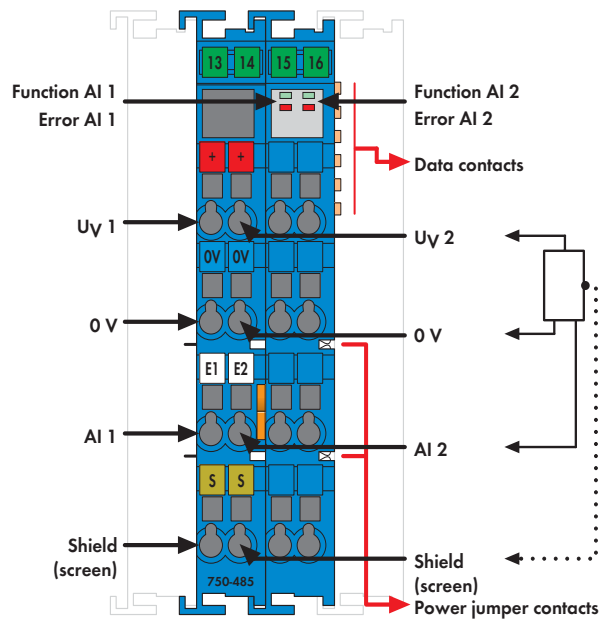 13 14 15 16
Function AI 1
Error AI 1
Function AI 2
Error AI 2
+ +
Data contacts
UV 1
UV 2
0V 0V
0 V
0 V
E1 E2
AI 1
AI 2
S S
Shield
(screen)
Shield
(screen)
750-485
Power jumper contacts